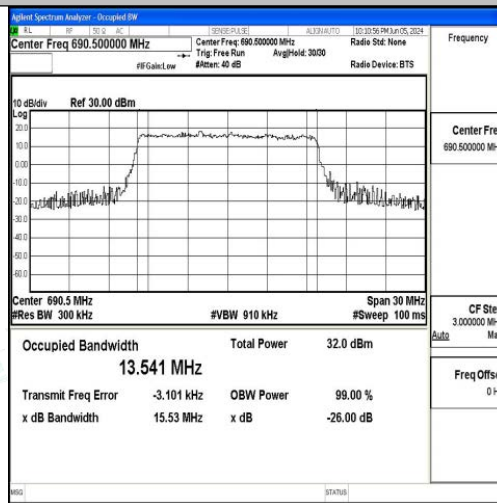 Agilent Spectrum Analyzer - Occupied BW
RL RF 50 Ω AC SENSE:PULSE ALIGN AUTO 10:10:56 PM Jun 05, 2024
Center Freq 690.500000 MHz
Center Freq: 690.500000 MHz
Radio Std: None
Trig: Free Run Avg|Hold: 30/30
#IFGain:Low
#Atten: 40 dB
Radio Device: BTS
Frequency
10 dB/div Ref 30.00 dBm
Log
20.0
10.0
0.00
-10.0
-20.0
-30.0
-40.0
-50.0
-60.0
Center Fre
690.500000 MH
Center 690.5 MHz
Span 30 MHz
#Res BW 300 kHz
#VBW 910 kHz
#Sweep 100 ms
CF Ste
3.000000 MH
Auto Ma
Occupied Bandwidth
Total Power 32.0 dBm
13.541 MHz
Freq Offse
0 H
Transmit Freq Error -3.101 kHz OBW Power 99.00 %
x dB Bandwidth 15.53 MHz x dB -26.00 dB
MSG STATUS